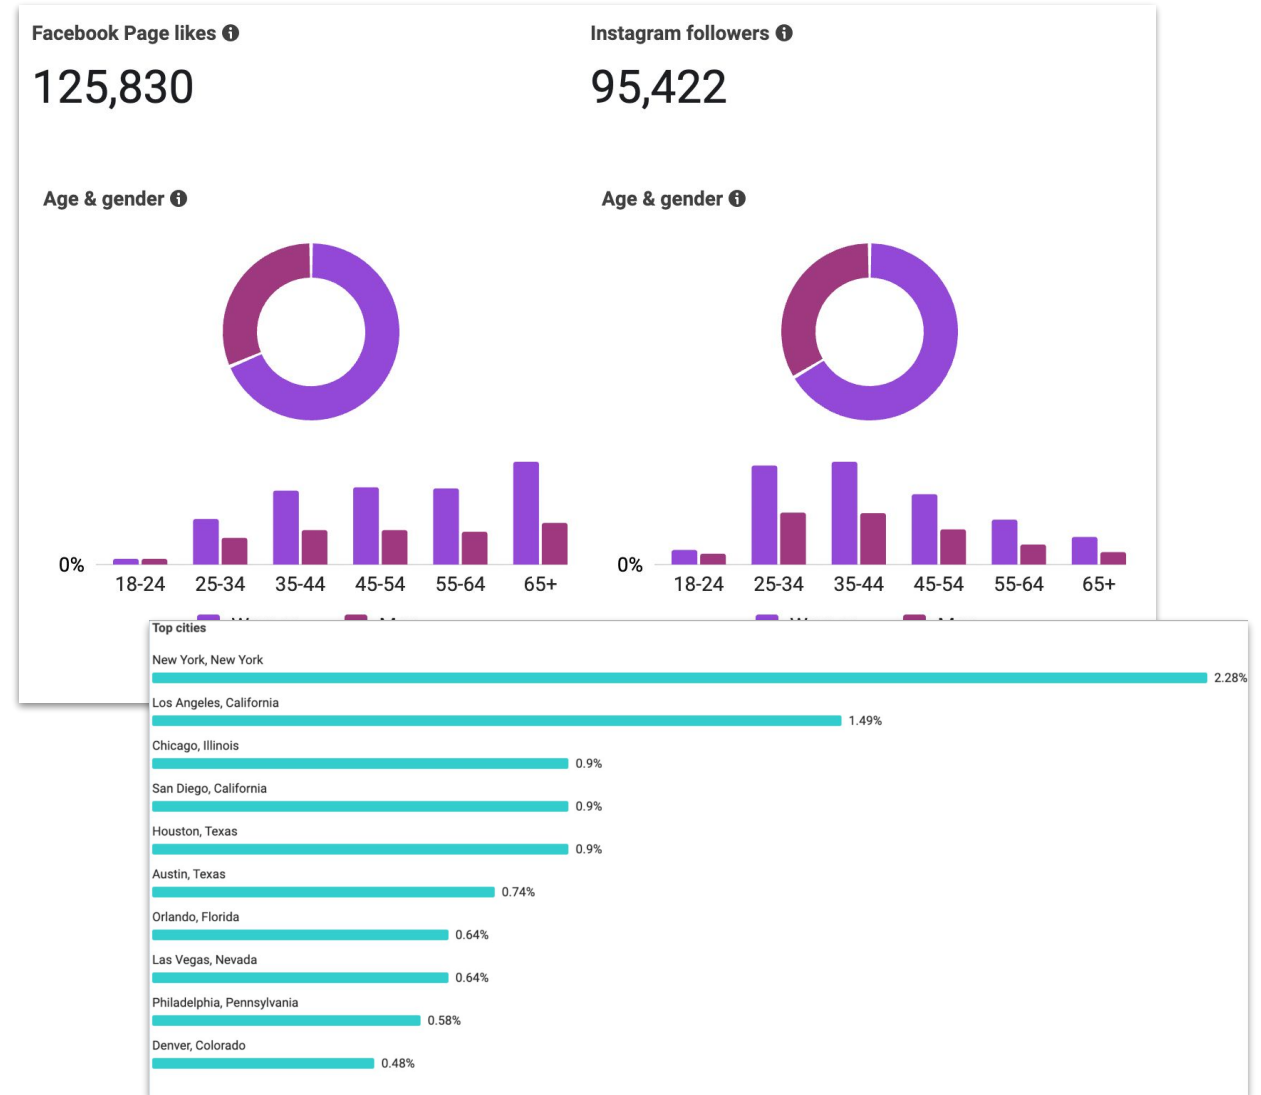 Facebook Page likes
125,830
Instagram followers
95,422
Age & gender
0%
18-24 25-34 35-44 45-54 55-64 65+
Age & gender
0%
18-24 25-34 35-44 45-54 55-64 65+
Top cities
New York, New York
2.28%
Los Angeles, California
1.49%
Chicago, Illinois
0.9%
San Diego, California
0.9%
Houston, Texas
0.9%
Austin, Texas
0.74%
Orlando, Florida
0.64%
Las Vegas, Nevada
0.64%
Philadelphia, Pennsylvania
0.58%
Denver, Colorado
0.48%